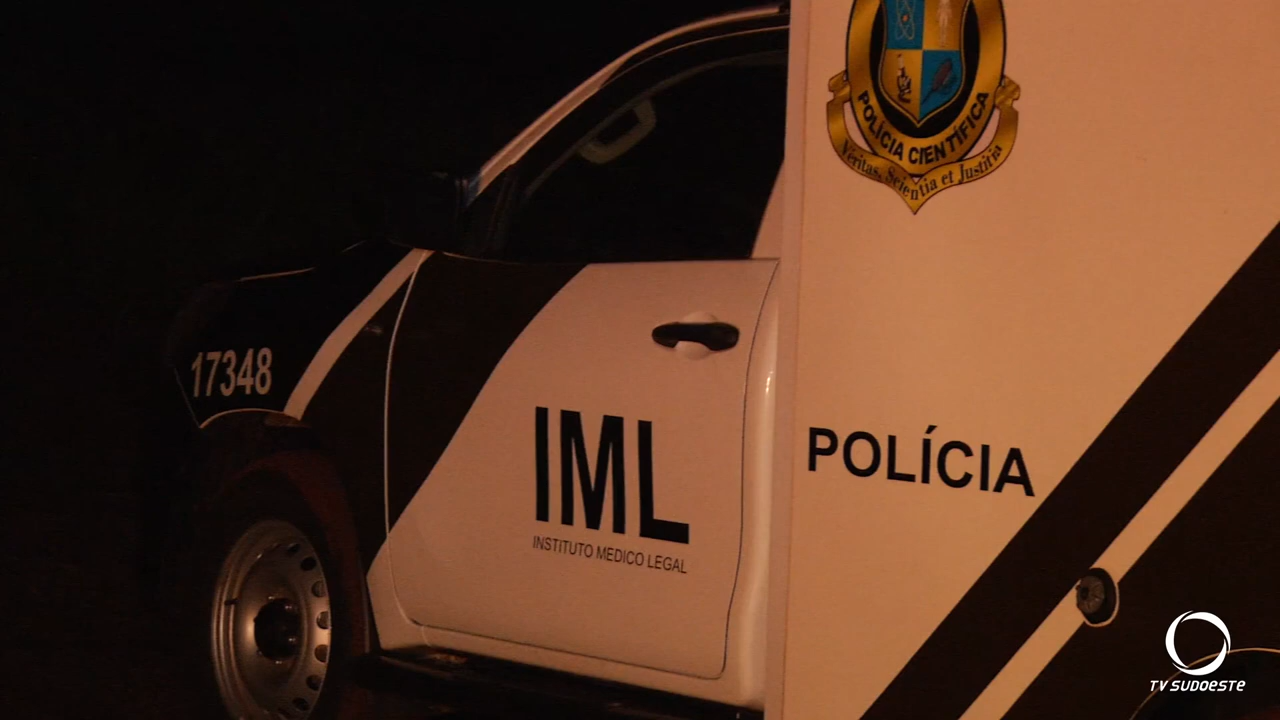 POLÍCIA CIENTÍFICA
Veritas, Scientia et Justitia
17348
IML
INSTITUTO MEDICO LEGAL
POLÍCIA
TV SUDOESTE